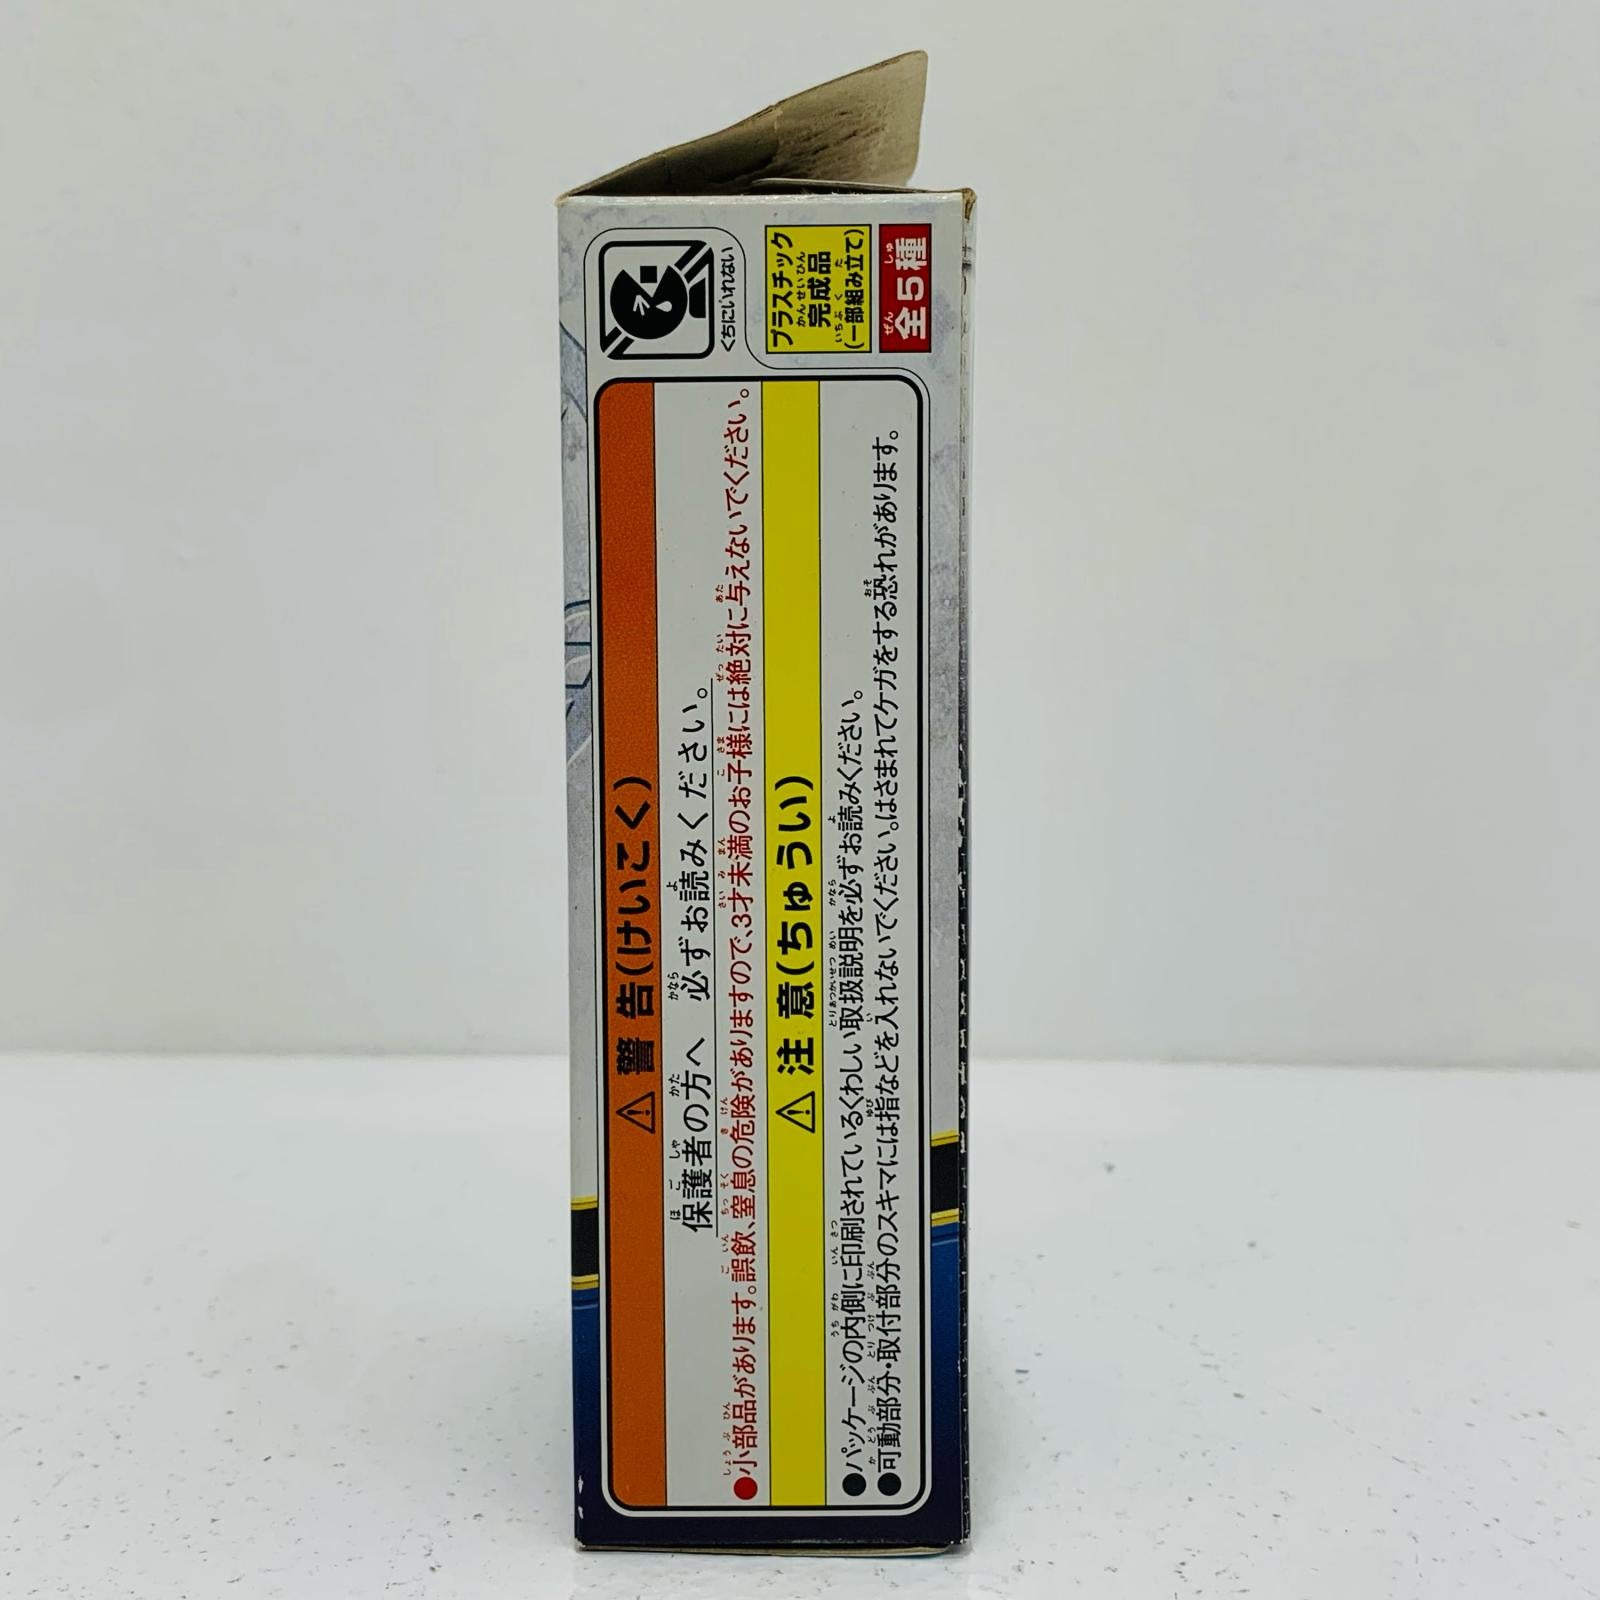 くちにいれない
プラスチック
完成品
(一部組み立て)
全5種
⚠ 警告(けいこく)
保護者の方へ 必ずお読みください。
●小部品があります。誤飲、窒息の危険がありますので、3才未満のお子様には絶対に与えないでください。
⚠ 注意(ちゅうい)
●パッケージの内側に印刷されているくわしい取扱説明を必ずお読みください。
●可動部分・取付部分のスキマには指などを入れないでください。はさまれてケガをする恐れがあります。